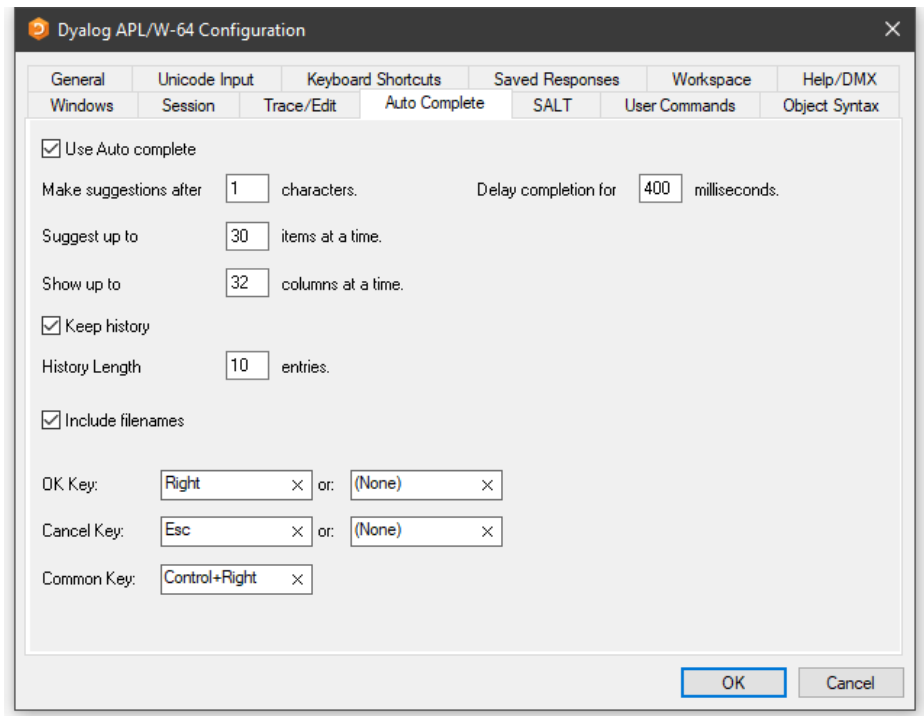 Dyalog APL/W-64 Configuration
General Unicode Input Keyboard Shortcuts Saved Responses Workspace Help/DMX
Windows Session Trace/Edit Auto Complete SALT User Commands Object Syntax
Use Auto complete
Make suggestions after 1 characters. Delay completion for 400 milliseconds.
Suggest up to 30 items at a time.
Show up to 32 columns at a time.
Keep history
History Length 10 entries.
Include filenames
OK Key: Right or: (None)
Cancel Key: Esc or: (None)
Common Key: Control+Right
OK Cancel